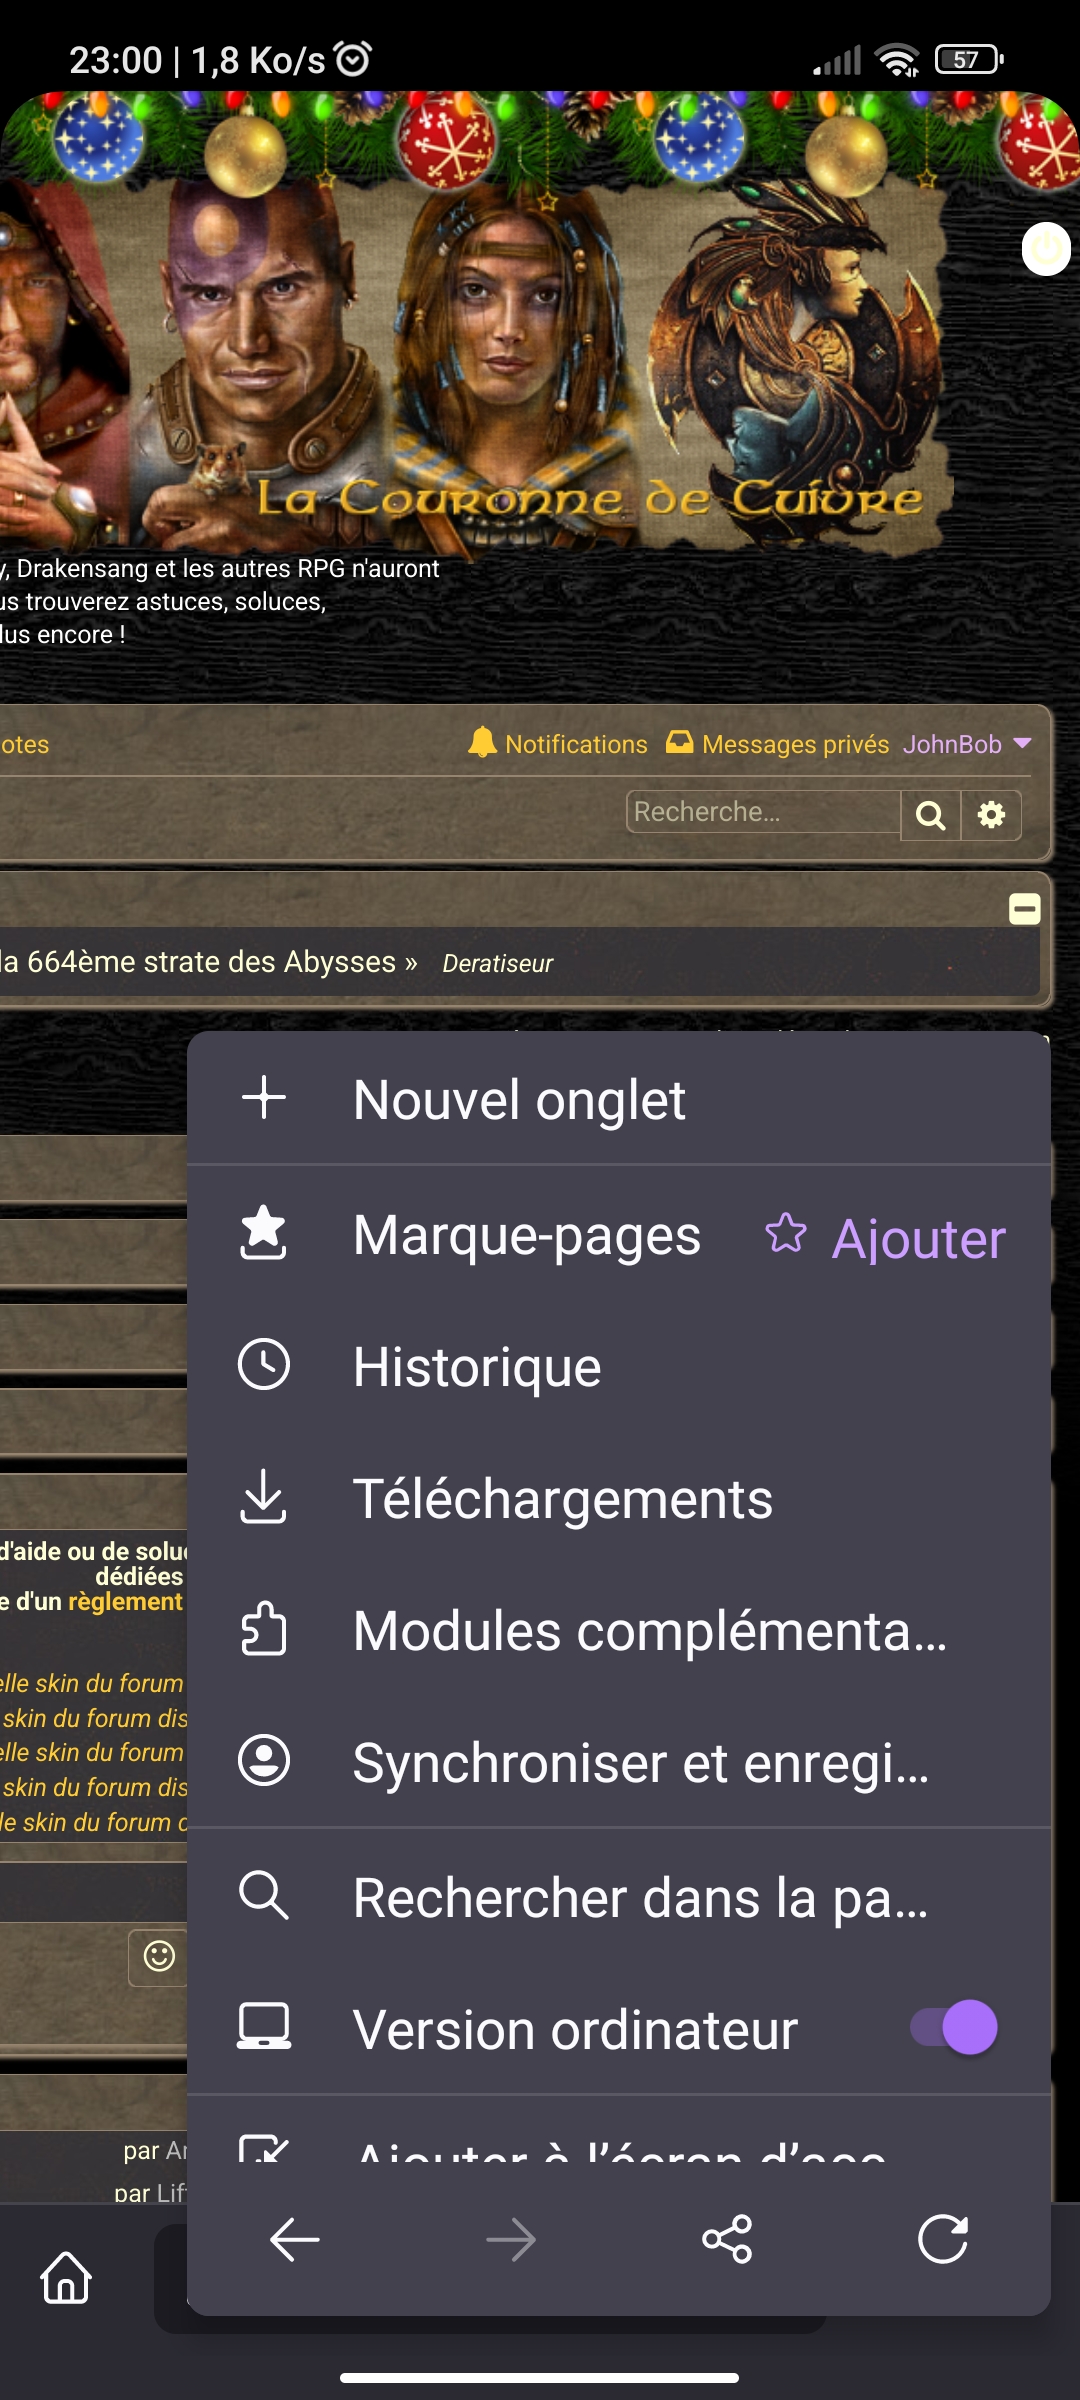 23:00 | 1,8 Ko/s
57
La Couronne de Cuivre
y, Drakensang et les autres RPG n'auront
us trouverez astuces, soluces,
lus encore !
otes
Notifications
Messages privés
JohnBob
Recherche…
la 664ème strate des Abysses » Deratiseur
Nouvel onglet
Marque-pages
Ajouter
Historique
Téléchargements
d'aide ou de soluc
dédiées
e d'un règlement
Modules complémenta…
elle skin du forum
skin du forum dis
elle skin du forum
skin du forum dis
le skin du forum d
Synchroniser et enregi…
Rechercher dans la pa…
Version ordinateur
par Ar
par Lif
Ajouter à l'écran d'acc